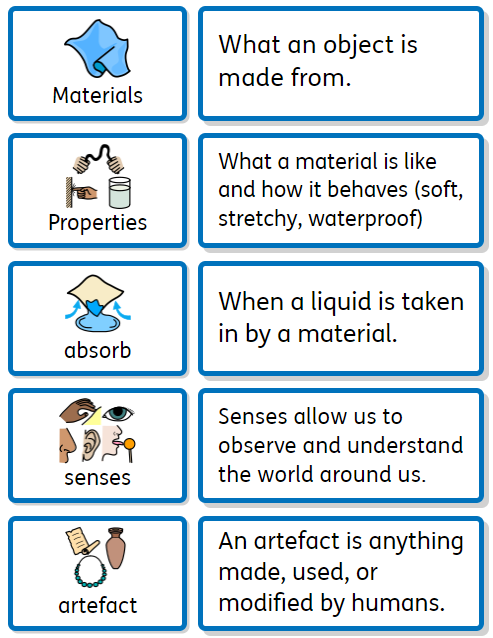 Materials
What an object is
made from.
Properties
What a material is like
and how it behaves (soft,
stretchy, waterproof)
absorb
When a liquid is taken
in by a material.
senses
Senses allow us to
observe and understand
the world around us.
artefact
An artefact is anything
made, used, or
modified by humans.